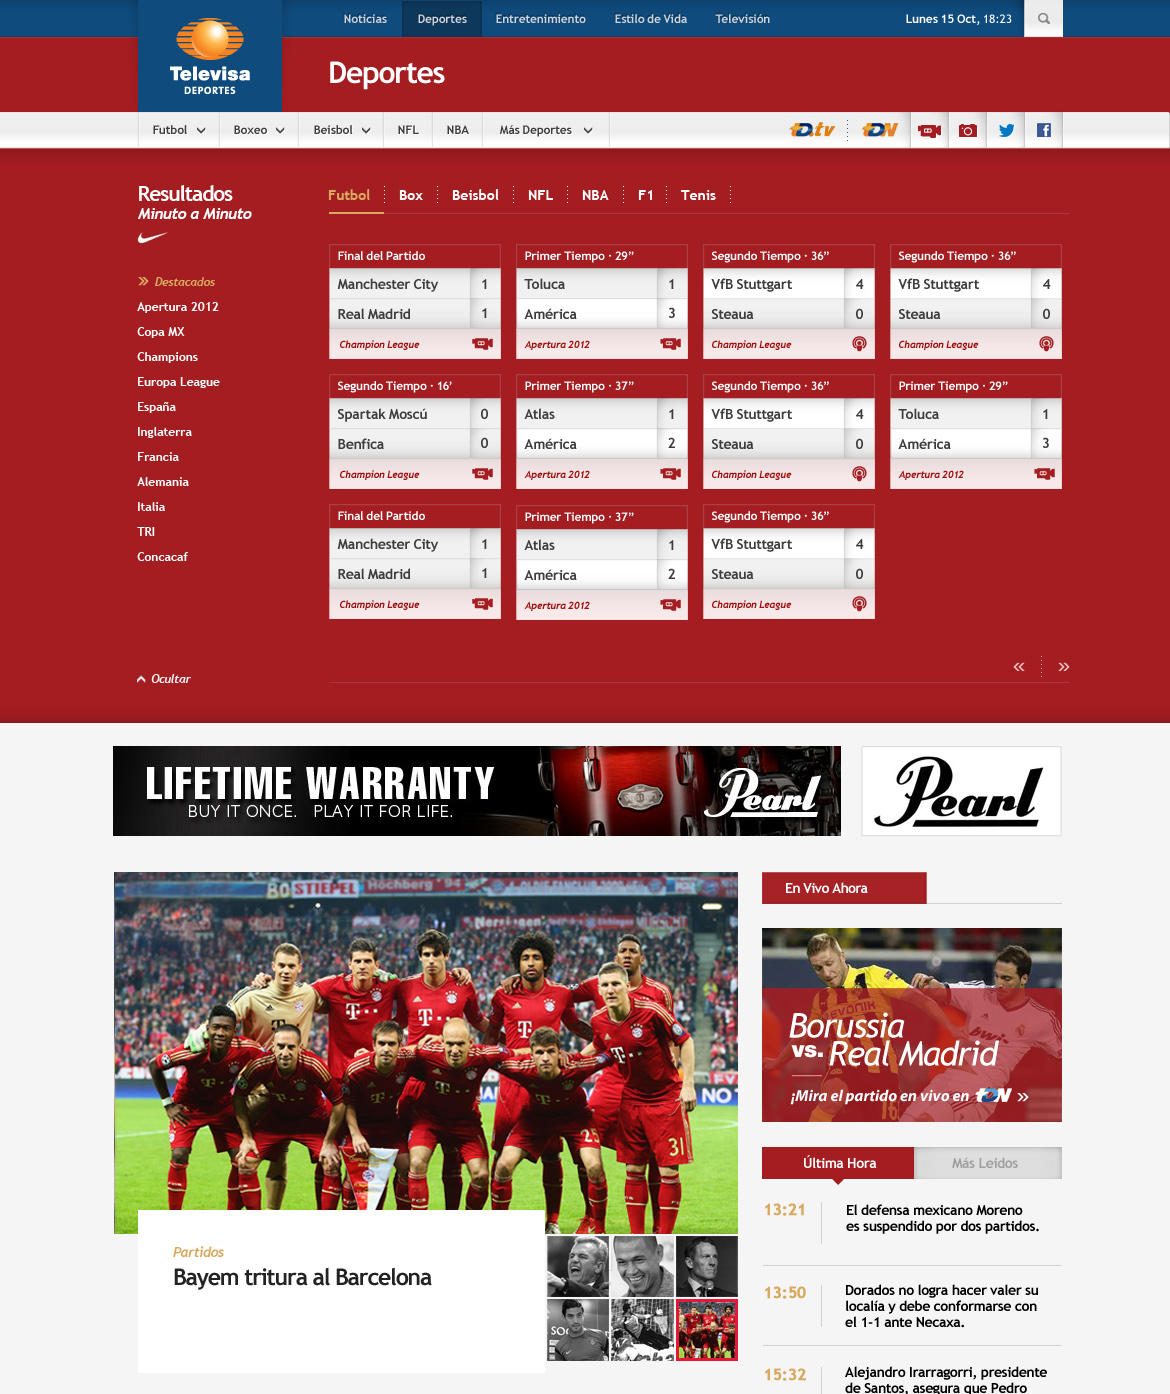 Noticias
Deportes
Entretenimiento
Estilo de Vida
Televisión
Lunes 15 Oct, 18:23
Televisa
DEPORTES
Deportes
Futbol
Boxeo
Beisbol
NFL
NBA
Más Deportes
TD.tv
TDN
Resultados
Minuto a Minuto
Destacados
Apertura 2012
Copa MX
Champions
Europa League
España
Inglaterra
Francia
Alemania
Italia
TRI
Concacaf
Ocultar
Futbol
Box
Beisbol
NFL
NBA
F1
Tenis
Final del Partido
Manchester City 1
Real Madrid 1
Champion League
Primer Tiempo · 29”
Toluca 1
América 3
Apertura 2012
Segundo Tiempo · 36”
VfB Stuttgart 4
Steaua 0
Champion League
Segundo Tiempo · 36”
VfB Stuttgart 4
Steaua 0
Champion League
Segundo Tiempo · 16’
Spartak Moscú 0
Benfica 0
Champion League
Primer Tiempo · 37”
Atlas 1
América 2
Apertura 2012
Segundo Tiempo · 36”
VfB Stuttgart 4
Steaua 0
Champion League
Primer Tiempo · 29”
Toluca 1
América 3
Apertura 2012
Final del Partido
Manchester City 1
Real Madrid 1
Champion League
Primer Tiempo · 37”
Atlas 1
América 2
Apertura 2012
Segundo Tiempo · 36”
VfB Stuttgart 4
Steaua 0
Champion League
« »
LIFETIME WARRANTY
BUY IT ONCE. PLAY IT FOR LIFE.
Pearl
Pearl
STIEPEL
Höchberg '94
NO T
25
31
Partidos
Bayem tritura al Barcelona
En Vivo Ahora
Borussia
vs. Real Madrid
¡Mira el partido en vivo en TDN »
Última Hora
Más Leidos
13:21
El defensa mexicano Moreno
es suspendido por dos partidos.
13:50
Dorados no logra hacer valer su
localía y debe conformarse con
el 1-1 ante Necaxa.
15:32
Alejandro Irarragorri, presidente
de Santos, asegura que Pedro